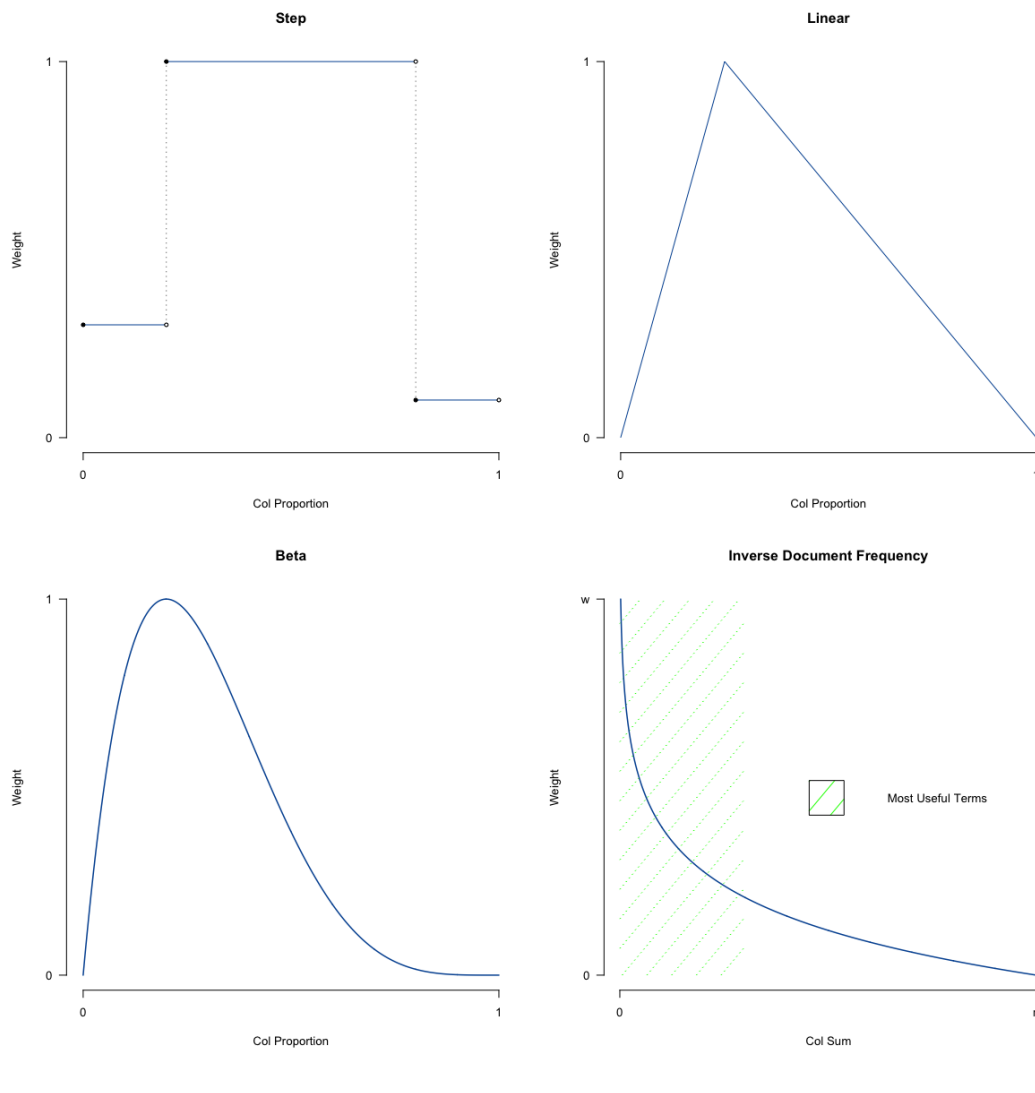 Step
1
Weight
0
0
1
Col Proportion
Linear
1
Weight
0
0
Col Proportion
Beta
1
Weight
0
0
1
Col Proportion
Inverse Document Frequency
w
Weight
0
Most Useful Terms
0
Col Sum